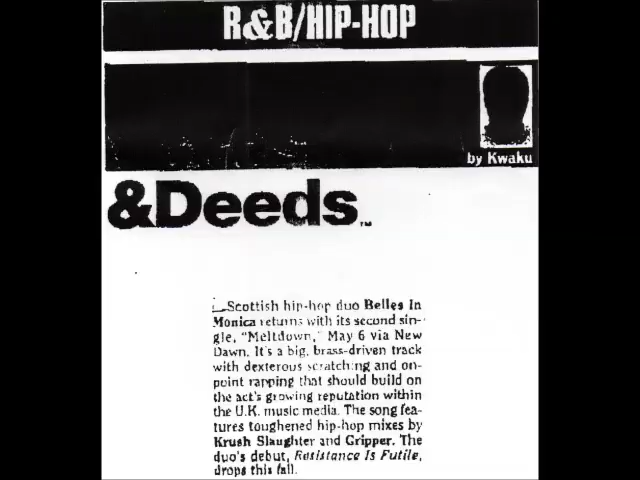 R&B/HIP-HOP
by Kwaku
&Deeds™
Scottish hip-hop duo Belles In
Monica returns with its second sin-
gle, "Meltdown," May 6 via New
Dawn. It's a big, brass-driven track
with dexterous scratching and on-
point rapping that should build on
the act's growing reputation within
the U.K. music media. The song fea-
tures toughened hip-hop mixes by
Krush Slaughter and Gripper. The
duo's debut, Resistance Is Futile,
drops this fall.